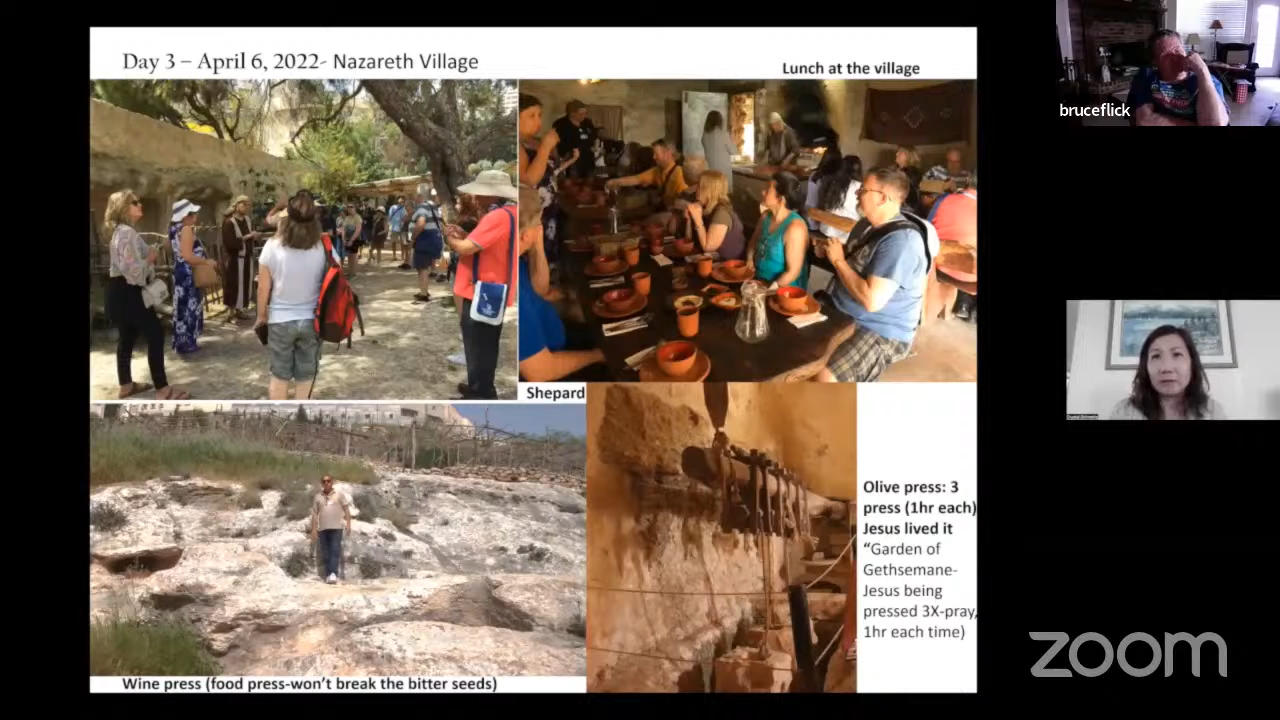 Day 3 – April 6, 2022- Nazareth Village
Lunch at the village
Shepard
Wine press (food press-won't break the bitter seeds)
Olive press: 3
press (1hr each)
Jesus lived it
“Garden of
Gethsemane-
Jesus being
pressed 3X-pray,
1hr each time)
bruceflick
zoom